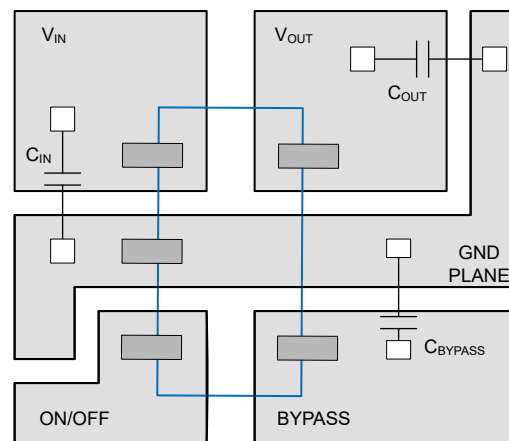 VIN
VOUT
COUT
CIN
GND
PLANE
CBYPASS
ON/OFF
BYPASS